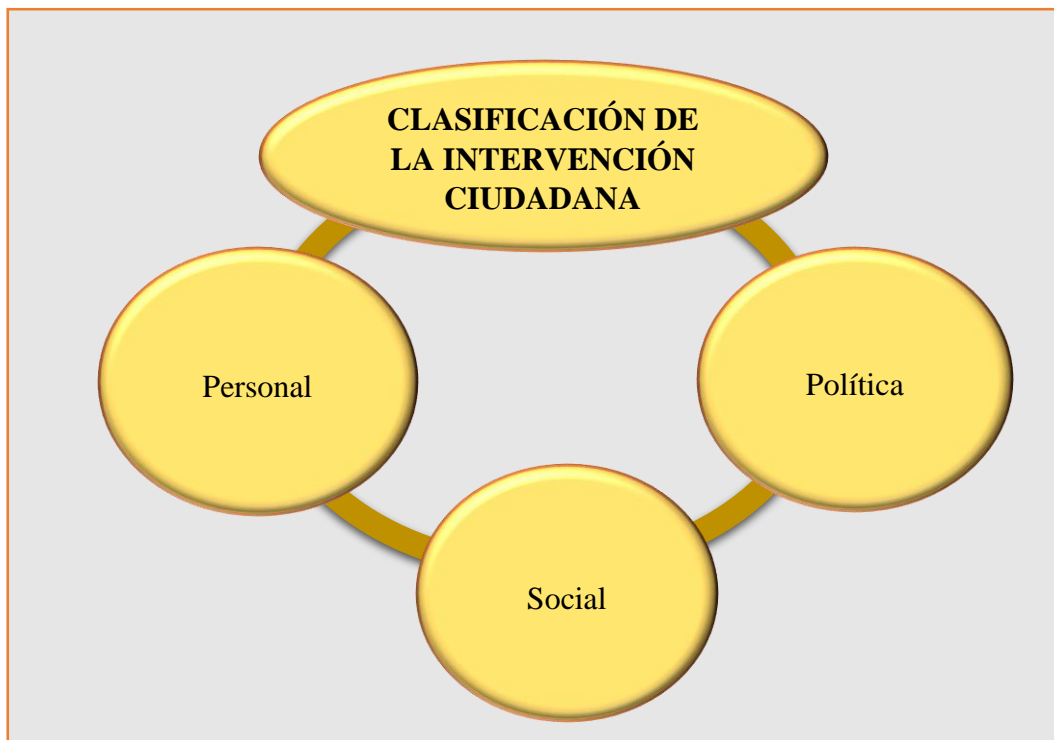 CLASIFICACIÓN DE
LA INTERVENCIÓN
CIUDADANA
Personal
Política
Social